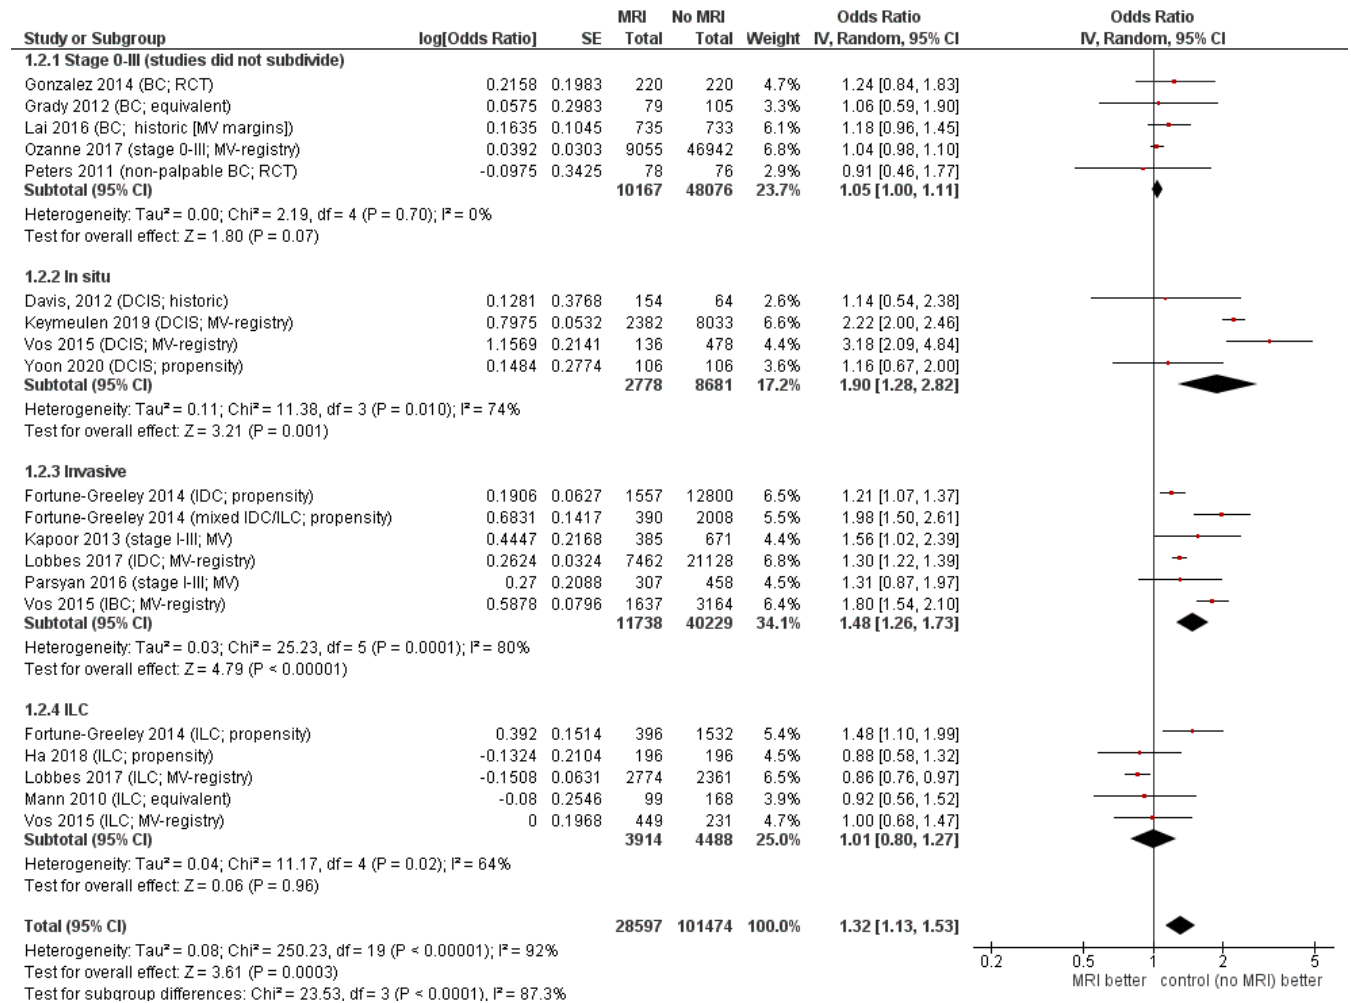 MRI No MRI Odds Ratio Odds Ratio
Study or Subgroup log[Odds Ratio] SE Total Total Weight IV, Random, 95% CI IV, Random, 95% CI
1.2.1 Stage 0-III (studies did not subdivide)
Gonzalez 2014 (BC; RCT) 0.2158 0.1983 220 220 4.7% 1.24 [0.84, 1.83]
Grady 2012 (BC; equivalent) 0.0575 0.2983 79 105 3.3% 1.06 [0.59, 1.90]
Lai 2016 (BC; historic [MV margins]) 0.1635 0.1045 735 733 6.1% 1.18 [0.96, 1.45]
Ozanne 2017 (stage 0-III; MV-registry) 0.0392 0.0303 9055 46942 6.8% 1.04 [0.98, 1.10]
Peters 2011 (non-palpable BC; RCT) -0.0975 0.3425 78 76 2.9% 0.91 [0.46, 1.77]
Subtotal (95% CI) 10167 48076 23.7% 1.05 [1.00, 1.11]
Heterogeneity: Tau² = 0.00; Chi² = 2.19, df = 4 (P = 0.70); I² = 0%
Test for overall effect: Z = 1.80 (P = 0.07)
1.2.2 In situ
Davis, 2012 (DCIS; historic) 0.1281 0.3768 154 64 2.6% 1.14 [0.54, 2.38]
Keymeulen 2019 (DCIS; MV-registry) 0.7975 0.0532 2382 8033 6.6% 2.22 [2.00, 2.46]
Vos 2015 (DCIS; MV-registry) 1.1569 0.2141 136 478 4.4% 3.18 [2.09, 4.84]
Yoon 2020 (DCIS; propensity) 0.1484 0.2774 106 106 3.6% 1.16 [0.67, 2.00]
Subtotal (95% CI) 2778 8681 17.2% 1.90 [1.28, 2.82]
Heterogeneity: Tau² = 0.11; Chi² = 11.38, df = 3 (P = 0.010); I² = 74%
Test for overall effect: Z = 3.21 (P = 0.001)
1.2.3 Invasive
Fortune-Greeley 2014 (IDC; propensity) 0.1906 0.0627 1557 12800 6.5% 1.21 [1.07, 1.37]
Fortune-Greeley 2014 (mixed IDC/ILC; propensity) 0.6831 0.1417 390 2008 5.5% 1.98 [1.50, 2.61]
Kapoor 2013 (stage I-III; MV) 0.4447 0.2168 385 671 4.4% 1.56 [1.02, 2.39]
Lobbes 2017 (IDC; MV-registry) 0.2624 0.0324 7462 21128 6.8% 1.30 [1.22, 1.39]
Parsyan 2016 (stage I-III; MV) 0.27 0.2088 307 458 4.5% 1.31 [0.87, 1.97]
Vos 2015 (IBC; MV-registry) 0.5878 0.0796 1637 3164 6.4% 1.80 [1.54, 2.10]
Subtotal (95% CI) 11738 40229 34.1% 1.48 [1.26, 1.73]
Heterogeneity: Tau² = 0.03; Chi² = 25.23, df = 5 (P = 0.0001); I² = 80%
Test for overall effect: Z = 4.79 (P < 0.00001)
1.2.4 ILC
Fortune-Greeley 2014 (ILC; propensity) 0.392 0.1514 396 1532 5.4% 1.48 [1.10, 1.99]
Ha 2018 (ILC; propensity) -0.1324 0.2104 196 196 4.5% 0.88 [0.58, 1.32]
Lobbes 2017 (ILC; MV-registry) -0.1508 0.0631 2774 2361 6.5% 0.86 [0.76, 0.97]
Mann 2010 (ILC; equivalent) -0.08 0.2546 99 168 3.9% 0.92 [0.56, 1.52]
Vos 2015 (ILC; MV-registry) 0 0.1968 449 231 4.7% 1.00 [0.68, 1.47]
Subtotal (95% CI) 3914 4488 25.0% 1.01 [0.80, 1.27]
Heterogeneity: Tau² = 0.04; Chi² = 11.17, df = 4 (P = 0.02); I² = 64%
Test for overall effect: Z = 0.06 (P = 0.96)
Total (95% CI) 28597 101474 100.0% 1.32 [1.13, 1.53]
Heterogeneity: Tau² = 0.08; Chi² = 250.23, df = 19 (P < 0.00001); I² = 92%
Test for overall effect: Z = 3.61 (P = 0.0003)
Test for subgroup differences: Chi² = 23.53, df = 3 (P < 0.0001), I² = 87.3%
0.2 0.5 1 2 5
MRI better control (no MRI) better